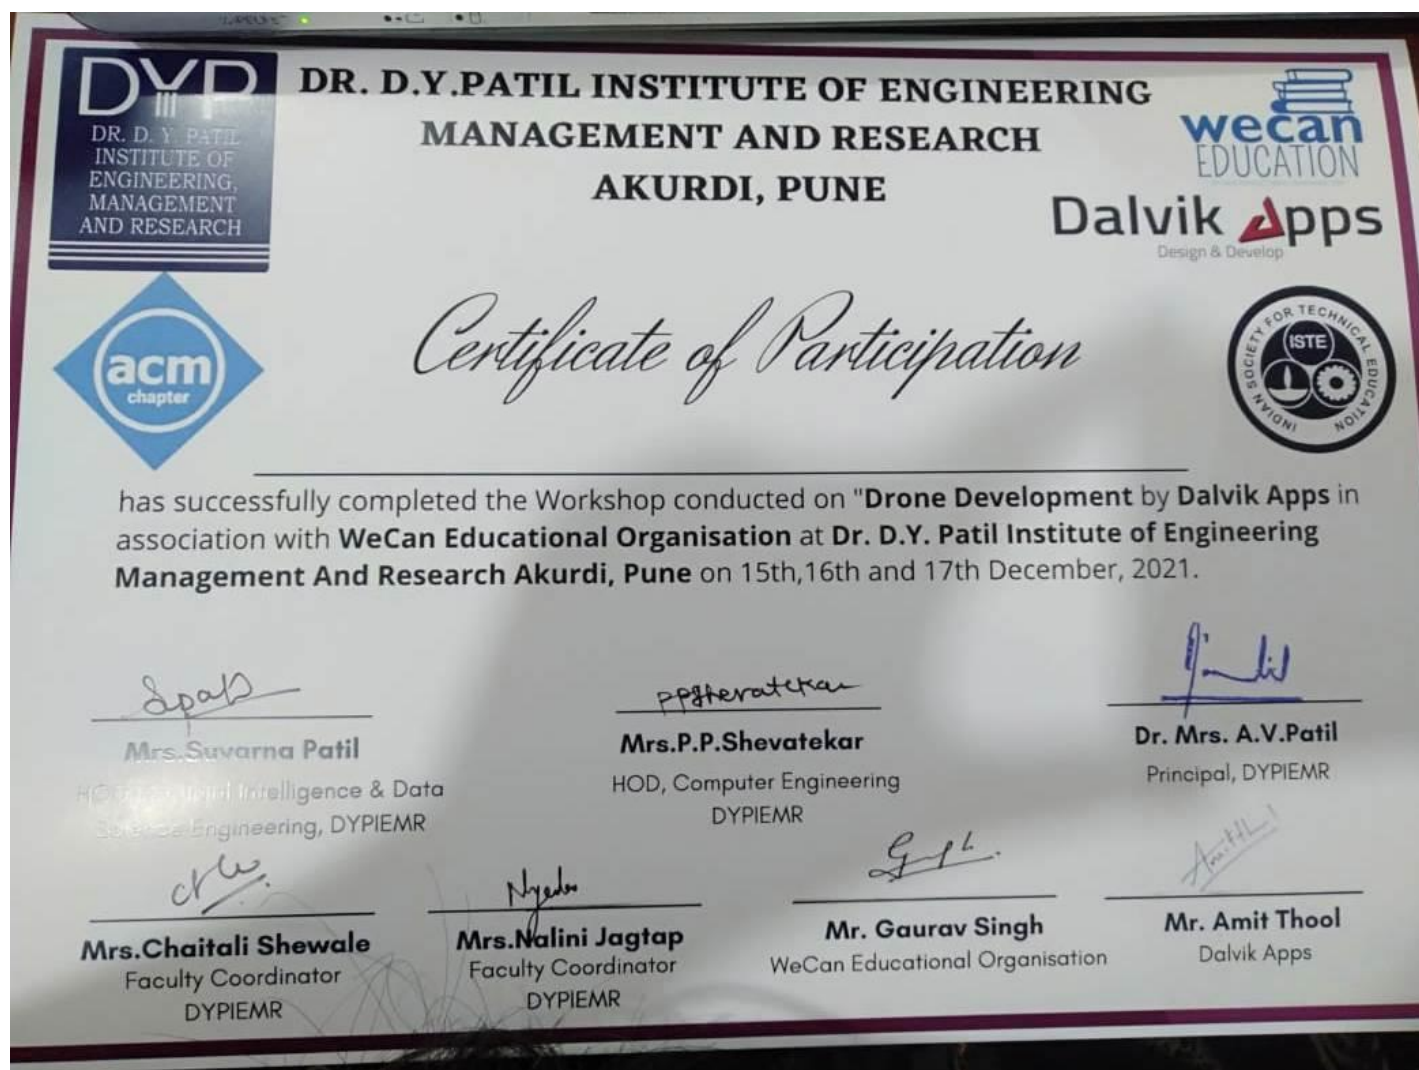 DYP
DR. D. Y. PATIL
INSTITUTE OF
ENGINEERING,
MANAGEMENT
AND RESEARCH
DR. D.Y.PATIL INSTITUTE OF ENGINEERING
MANAGEMENT AND RESEARCH
AKURDI, PUNE
wecan
EDUCATION
Dalvik Apps
Design & Develop
acm
chapter
Certificate of Participation
INDIAN SOCIETY FOR TECHNICAL EDUCATION
ISTE
has successfully completed the Workshop conducted on "Drone Development by Dalvik Apps in
association with WeCan Educational Organisation at Dr. D.Y. Patil Institute of Engineering
Management And Research Akurdi, Pune on 15th,16th and 17th December, 2021.
Mrs.Suvarna Patil
Intelligence & Data
Science Engineering, DYPIEMR
PPShevatekar
Mrs.P.P.Shevatekar
HOD, Computer Engineering
DYPIEMR
Dr. Mrs. A.V.Patil
Principal, DYPIEMR
Mrs.Chaitali Shewale
Faculty Coordinator
DYPIEMR
Mrs.Nalini Jagtap
Faculty Coordinator
DYPIEMR
Mr. Gaurav Singh
WeCan Educational Organisation
Mr. Amit Thool
Dalvik Apps